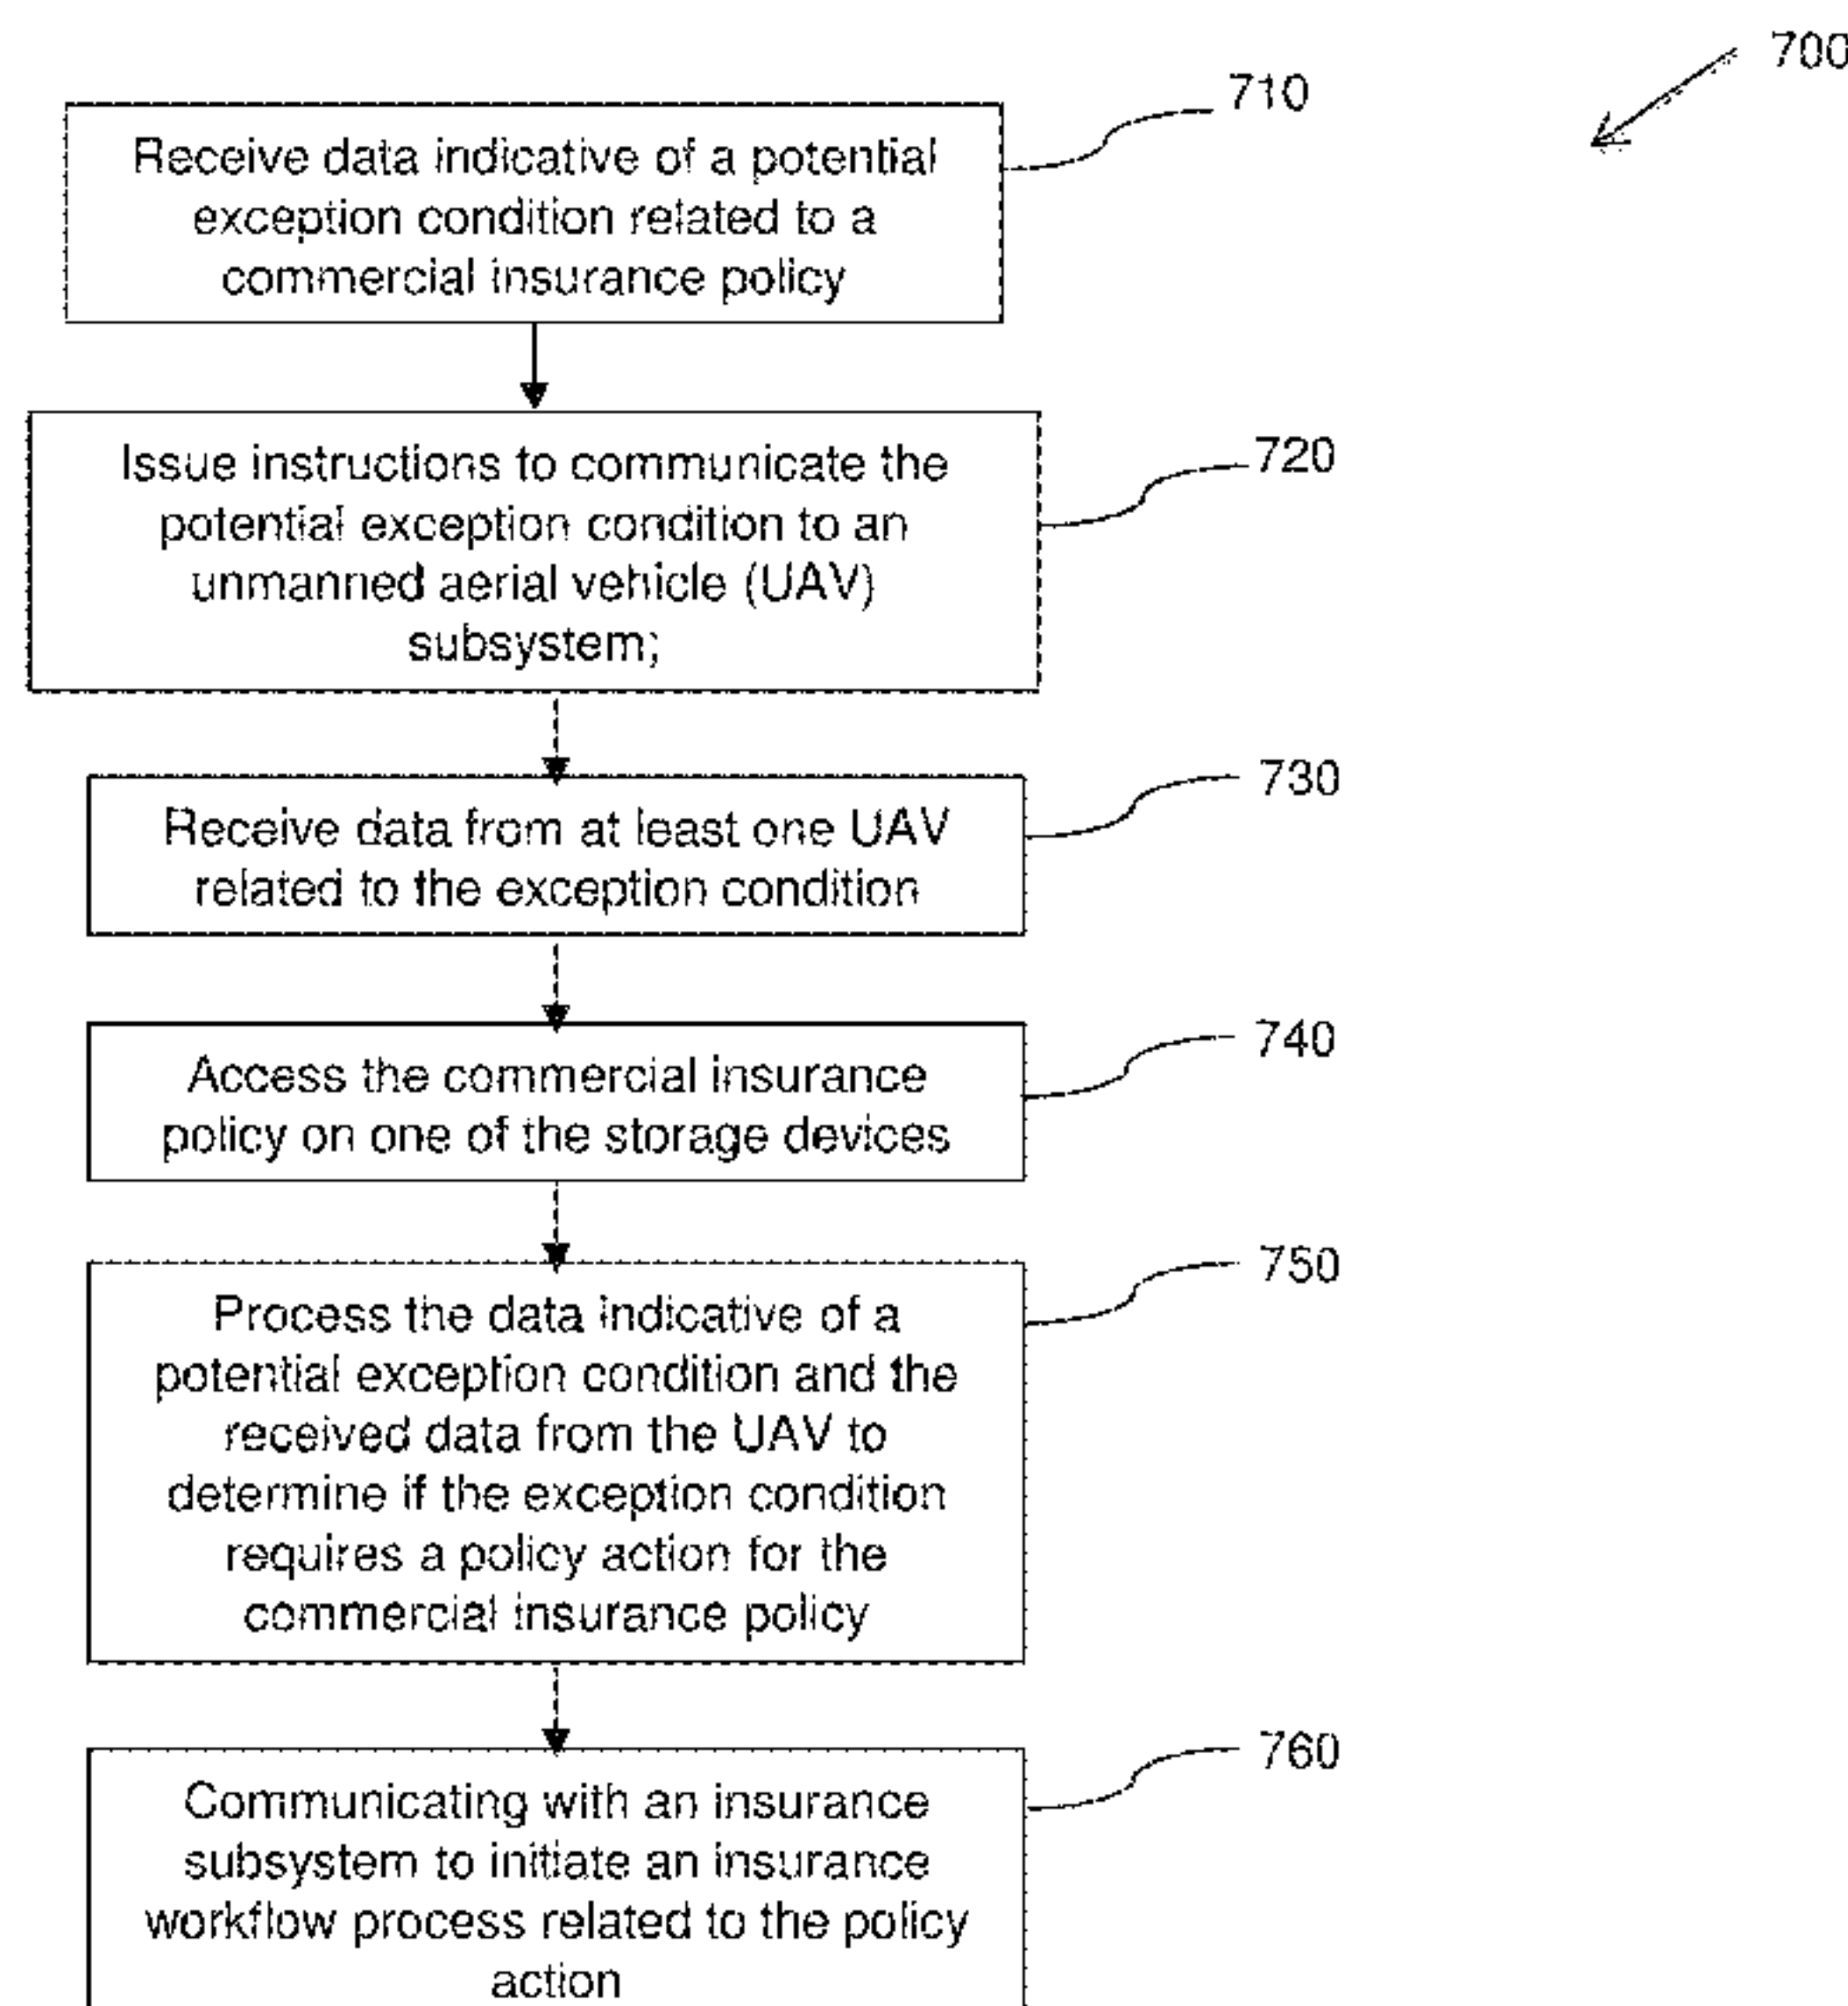 700
710
Receive data indicative of a potential
exception condition related to a
commercial insurance policy
720
Issue instructions to communicate the
potential exception condition to an
unmanned aerial vehicle (UAV)
subsystem;
730
Receive data from at least one UAV
related to the exception condition
740
Access the commercial insurance
policy on one of the storage devices
750
Process the data indicative of a
potential exception condition and the
received data from the UAV to
determine if the exception condition
requires a policy action for the
commercial insurance policy
760
Communicating with an insurance
subsystem to initiate an insurance
workflow process related to the policy
action